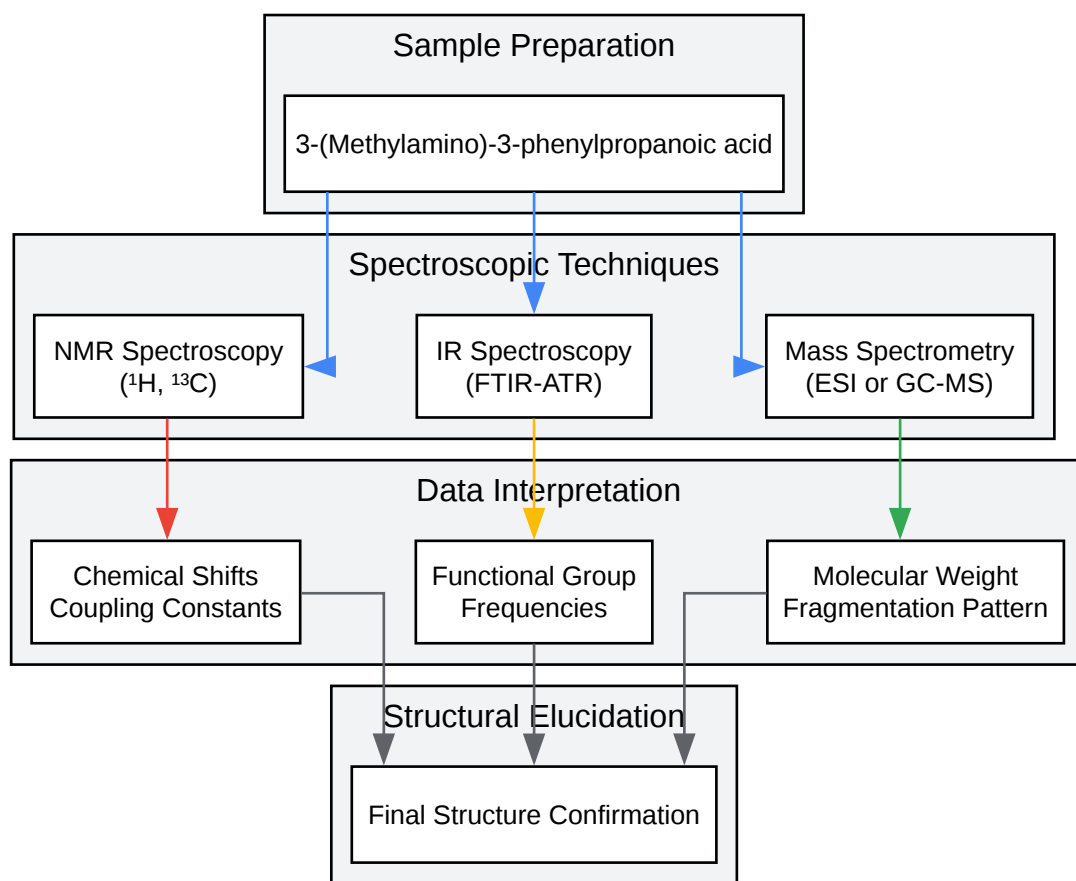 Sample Preparation
3-(Methylamino)-3-phenylpropanoic acid
Spectroscopic Techniques
NMR Spectroscopy
(¹H, ¹³C)
IR Spectroscopy
(FTIR-ATR)
Mass Spectrometry
(ESI or GC-MS)
Data Interpretation
Chemical Shifts
Coupling Constants
Functional Group
Frequencies
Molecular Weight
Fragmentation Pattern
Structural Elucidation
Final Structure Confirmation